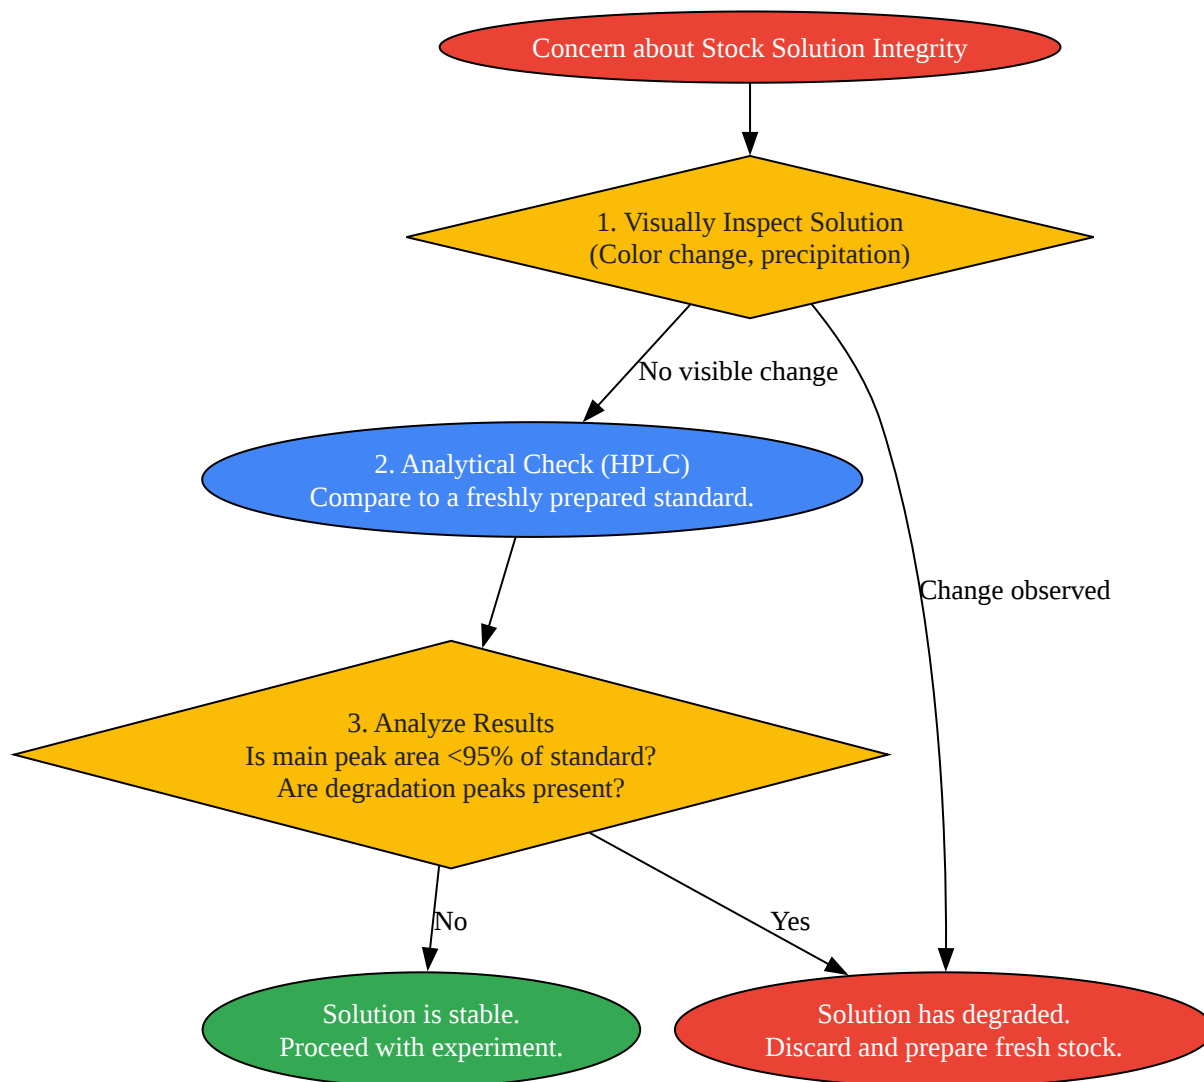 Concern about Stock Solution Integrity
1. Visually Inspect Solution
(Color change, precipitation)
No visible change
2. Analytical Check (HPLC)
Compare to a freshly prepared standard.
Change observed
3. Analyze Results
Is main peak area <95% of standard?
Are degradation peaks present?
No
Yes
Solution is stable.
Proceed with experiment.
Solution has degraded.
Discard and prepare fresh stock.